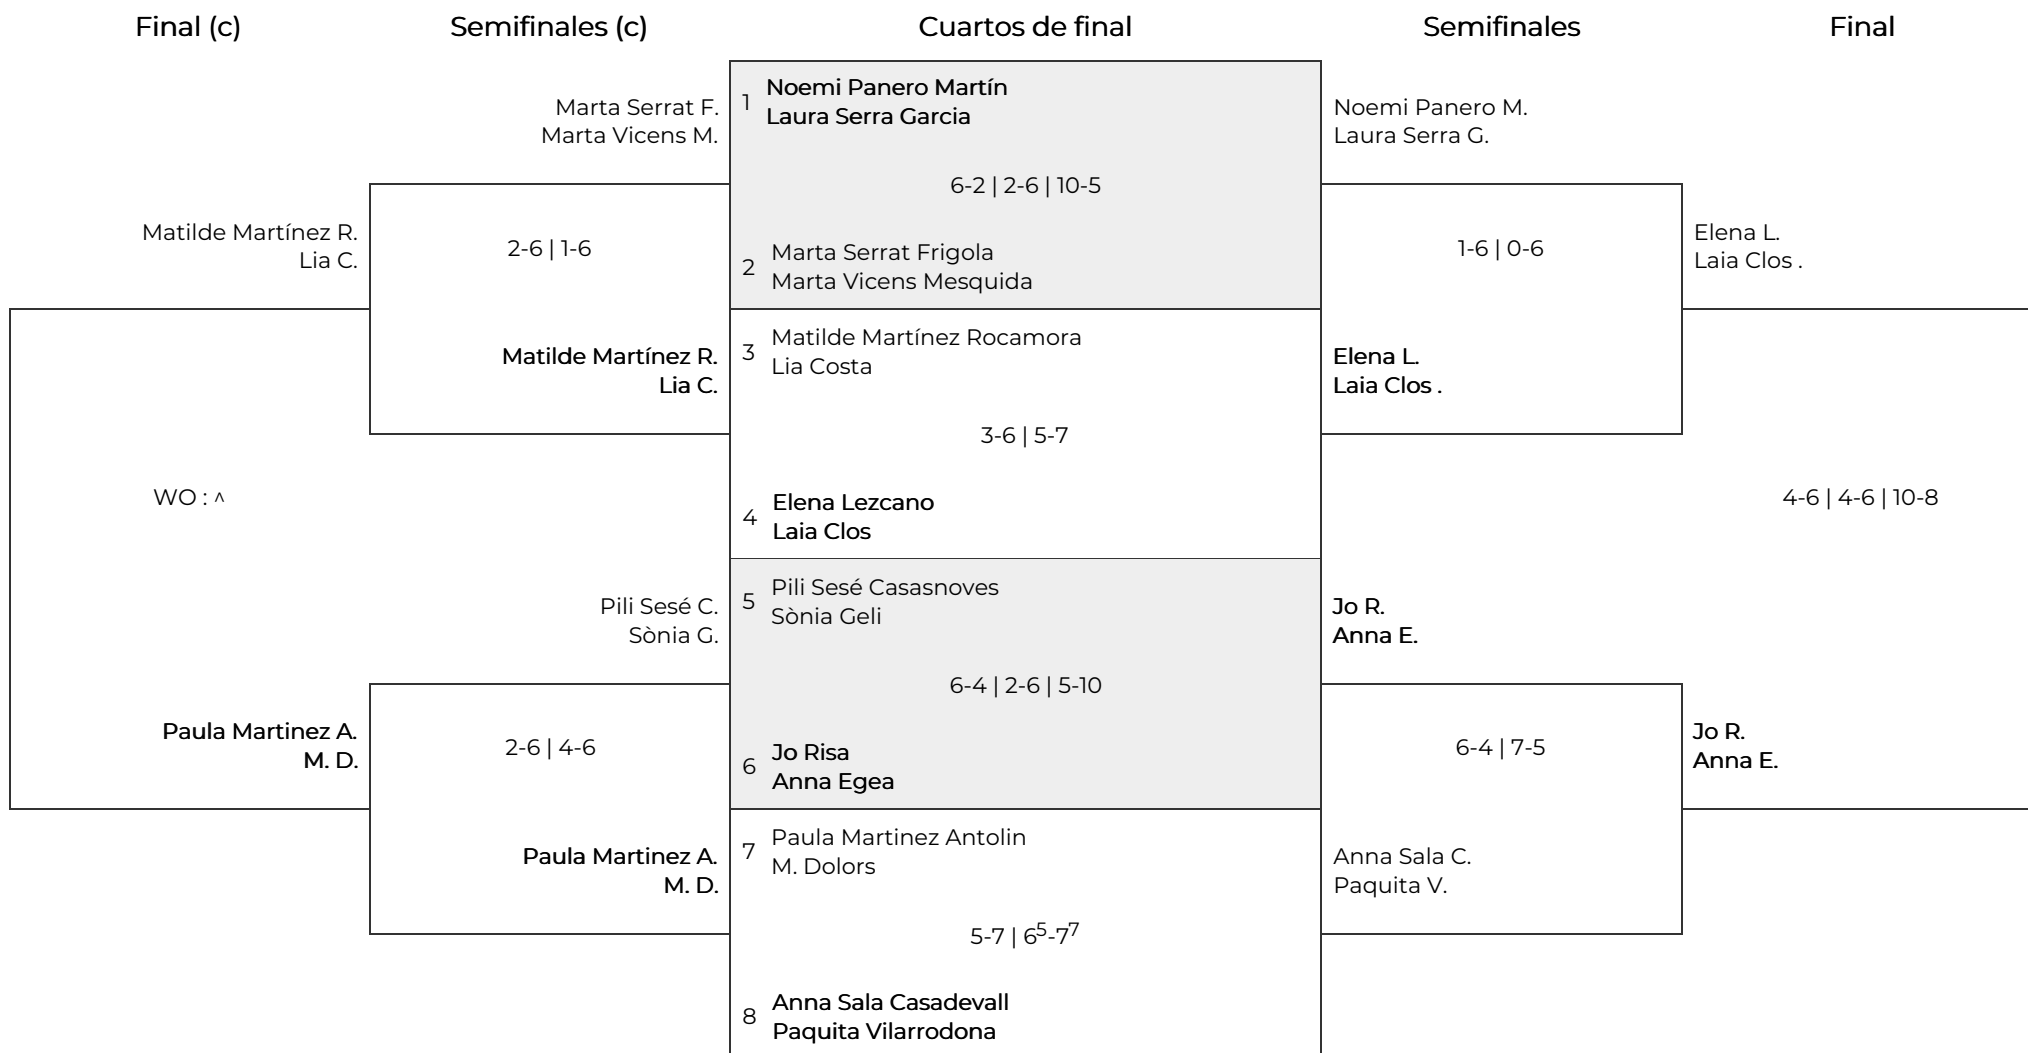 Final (c)
Semifinales (c)
Cuartos de final
Semifinales
Final
Marta Serrat F.
Marta Vicens M.
Matilde Martínez R.
Lia C.
2-6 | 1-6
Matilde Martínez R.
Lia C.
WO : ^
Pili Sesé C.
Sònia G.
Paula Martinez A.
M. D.
2-6 | 4-6
Paula Martinez A.
M. D.
1
Noemi Panero Martín
Laura Serra Garcia
6-2 | 2-6 | 10-5
2
Marta Serrat Frigola
Marta Vicens Mesquida
3
Matilde Martínez Rocamora
Lia Costa
3-6 | 5-7
4
Elena Lezcano
Laia Clos
5
Pili Sesé Casasnoves
Sònia Geli
6-4 | 2-6 | 5-10
6
Jo Risa
Anna Egea
7
Paula Martinez Antolin
M. Dolors
5-7 | 6⁵-7⁷
8
Anna Sala Casadevall
Paquita Vilarrodona
Noemi Panero M.
Laura Serra G.
1-6 | 0-6
Elena L.
Laia Clos .
Elena L.
Laia Clos .
4-6 | 4-6 | 10-8
Jo R.
Anna E.
6-4 | 7-5
Jo R.
Anna E.
Anna Sala C.
Paquita V.